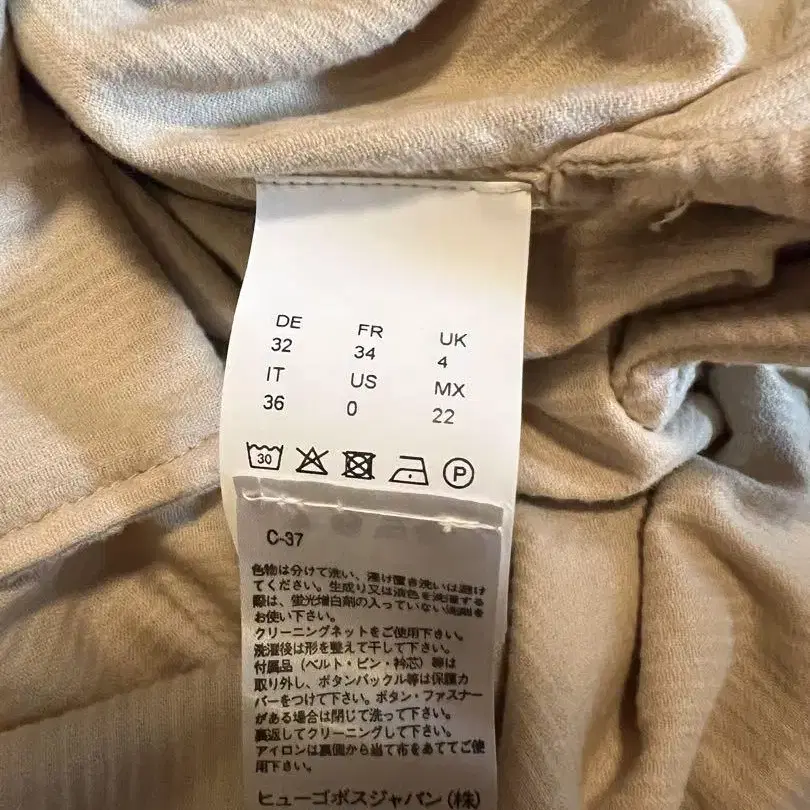 DE FR UK
32 34 4
IT US MX
36 0 22
30 P
C-37
色物は分けて洗い、漬け置き洗いは避け
てください。生成り又は淡色を洗濯する
際は、蛍光増白剤の入っていない洗剤を
お使い下さい。
クリーニングネットをご使用下さい。
洗濯後は形を整えて干して下さい。
付属品（ベルト・ピン・衿芯）等は
取り外し、ボタンバックル等は保護カ
バーをつけて下さい。ボタン・ファスナー
がある場合は閉じて洗って下さい。
裏返してクリーニングして下さい。
アイロンは裏側から当て布をあててご使
用下さい。
ヒューゴボスジャパン(株)